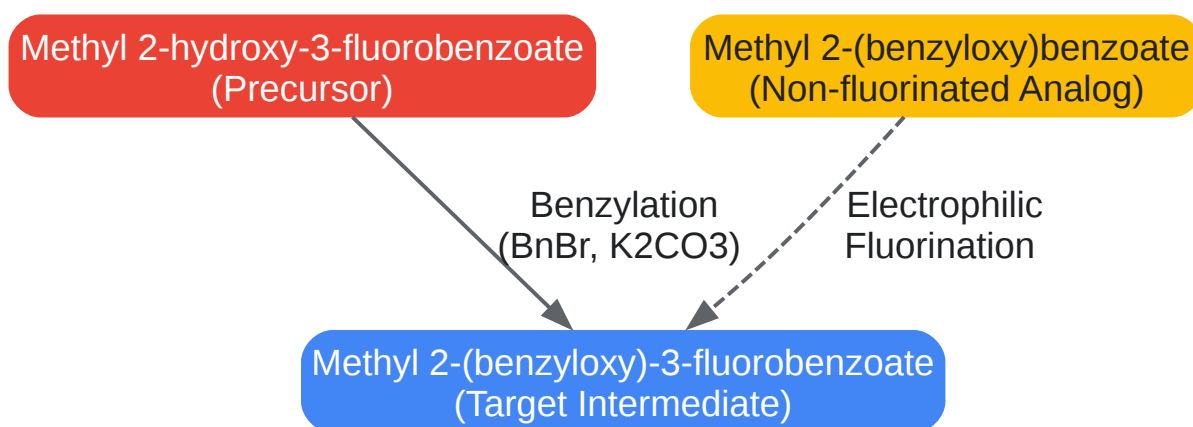 Methyl 2-hydroxy-3-fluorobenzoate
(Precursor)
Methyl 2-(benzyloxy)benzoate
(Non-fluorinated Analog)
Benzylation
(BnBr, K2CO3)
Electrophilic
Fluorination
Methyl 2-(benzyloxy)-3-fluorobenzoate
(Target Intermediate)